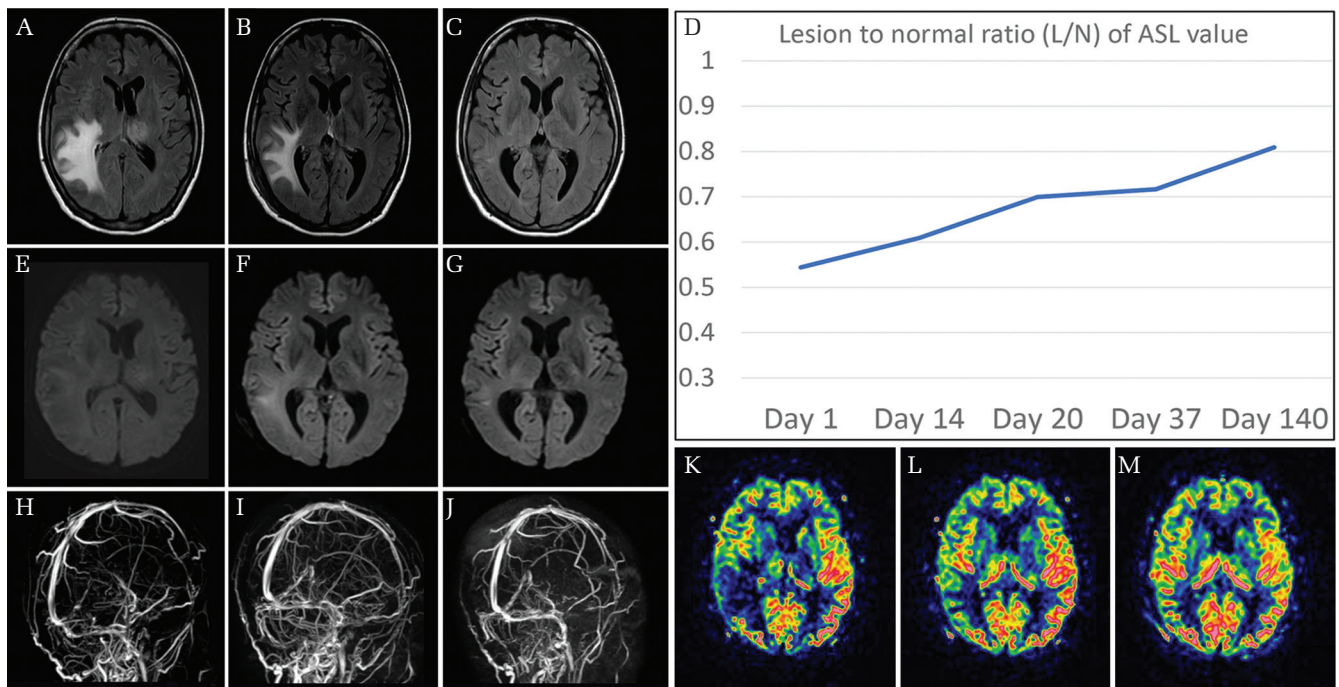 A
B
C
D
Lesion to normal ratio (L/N) of ASL value
1
0.9
0.8
0.7
0.6
0.5
0.4
0.3
Day 1 Day 14 Day 20 Day 37 Day 140
E
F
G
H
I
J
K
L
M